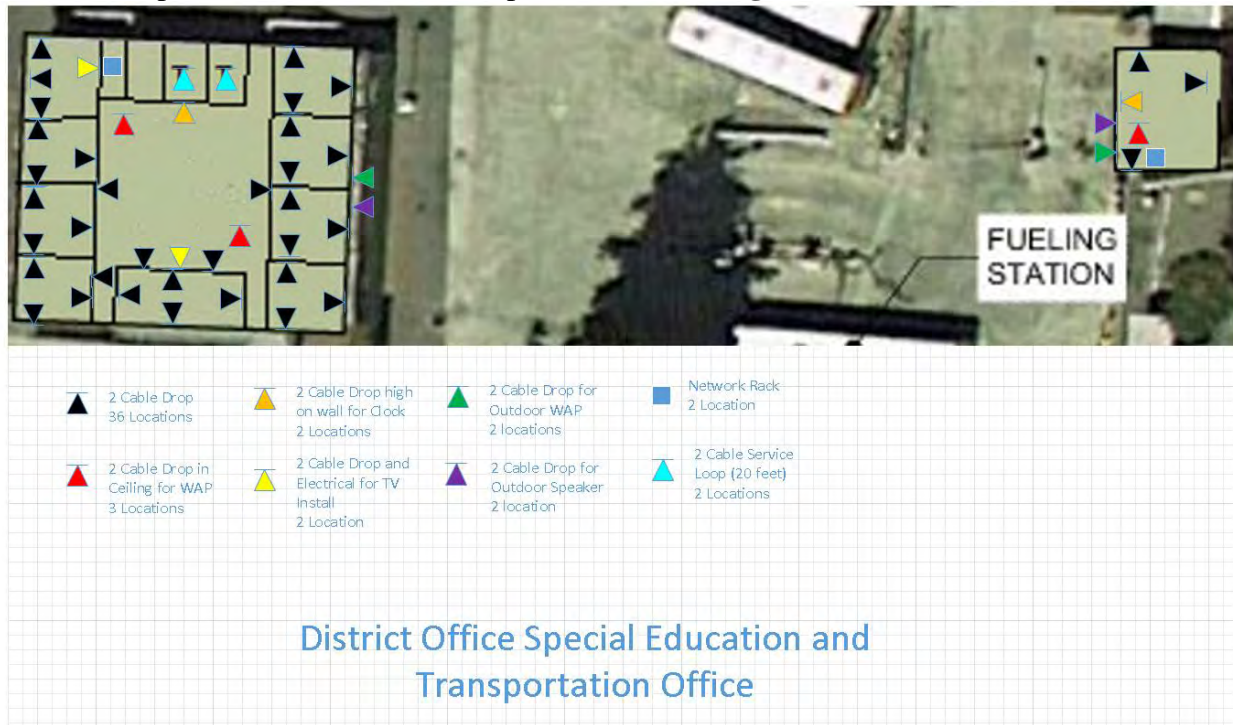 FUELING
STATION
2 Cable Drop
36 Locations
2 Cable Drop high
on wall for Clock
2 Locations
2 Cable Drop for
Outdoor WAP
2 locations
Network Rack
2 Location
2 Cable Drop in
Ceiling for WAP
3 Locations
2 Cable Drop and
Electrical for TV
Install
2 Location
2 Cable Drop for
Outdoor Speaker
2 location
2 Cable Service
Loop (20 feet)
2 Locations
District Office Special Education and
Transportation Office